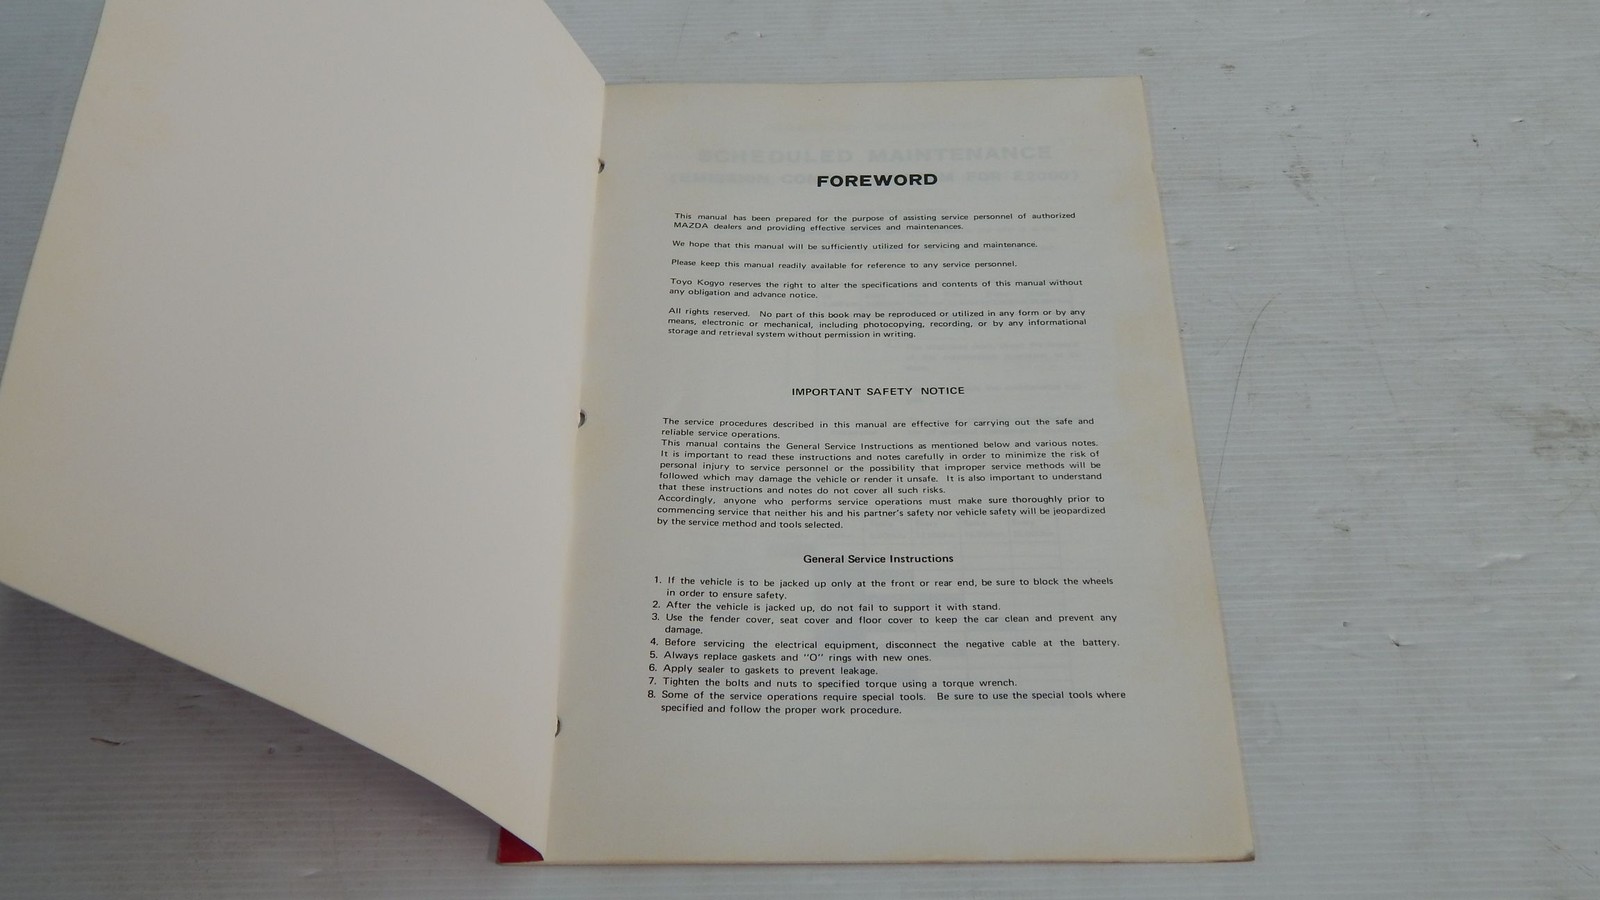 SCHEDULED MAINTENANCE
FOREWORD
This manual has been prepared for the purpose of assisting service personnel of authorized
MAZDA dealers and providing effective services and maintenances.
We hope that this manual will be sufficiently utilized for servicing and maintenance.
Please keep this manual readily available for reference to any service personnel.
Toyo Kogyo reserves the right to alter the specifications and contents of this manual without
any obligation and advance notice.
All rights reserved. No part of this book may be reproduced or utilized in any form or by any
means, electronic or mechanical, including photocopying, recording, or by any informational
storage and retrieval system without permission in writing.
IMPORTANT SAFETY NOTICE
The service procedures described in this manual are effective for carrying out the safe and
reliable service operations.
This manual contains the General Service Instructions as mentioned below and various notes.
It is important to read these instructions and notes carefully in order to minimize the risk of
personal injury to service personnel or the possibility that improper service methods will be
followed which may damage the vehicle or render it unsafe. It is also important to understand
that these instructions and notes do not cover all such risks.
Accordingly, anyone who performs service operations must make sure thoroughly prior to
commencing service that neither his and his partner's safety nor vehicle safety will be jeopardized
by the service method and tools selected.
General Service Instructions
1. If the vehicle is to be jacked up only at the front or rear end, be sure to block the wheels
in order to ensure safety.
2. After the vehicle is jacked up, do not fail to support it with stand.
3. Use the fender cover, seat cover and floor cover to keep the car clean and prevent any
damage.
4. Before servicing the electrical equipment, disconnect the negative cable at the battery.
5. Always replace gaskets and "O" rings with new ones.
6. Apply sealer to gaskets to prevent leakage.
7. Tighten the bolts and nuts to specified torque using a torque wrench.
8. Some of the service operations require special tools. Be sure to use the special tools where
specified and follow the proper work procedure.